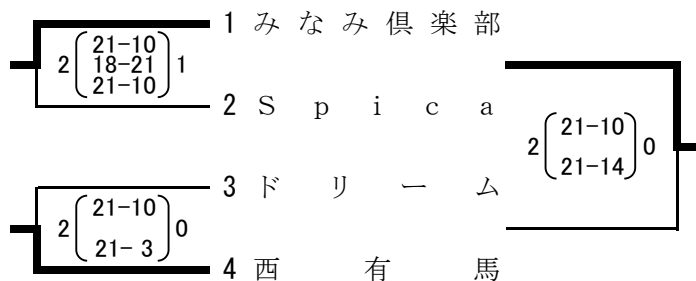 1 みなみ倶楽部
2 ( 21-10 18-21 21-10 ) 1
2 Spica
2 ( 21-10 21-14 ) 0
3 ドリーム
2 ( 21-10 21- 3 ) 0
4 西有馬